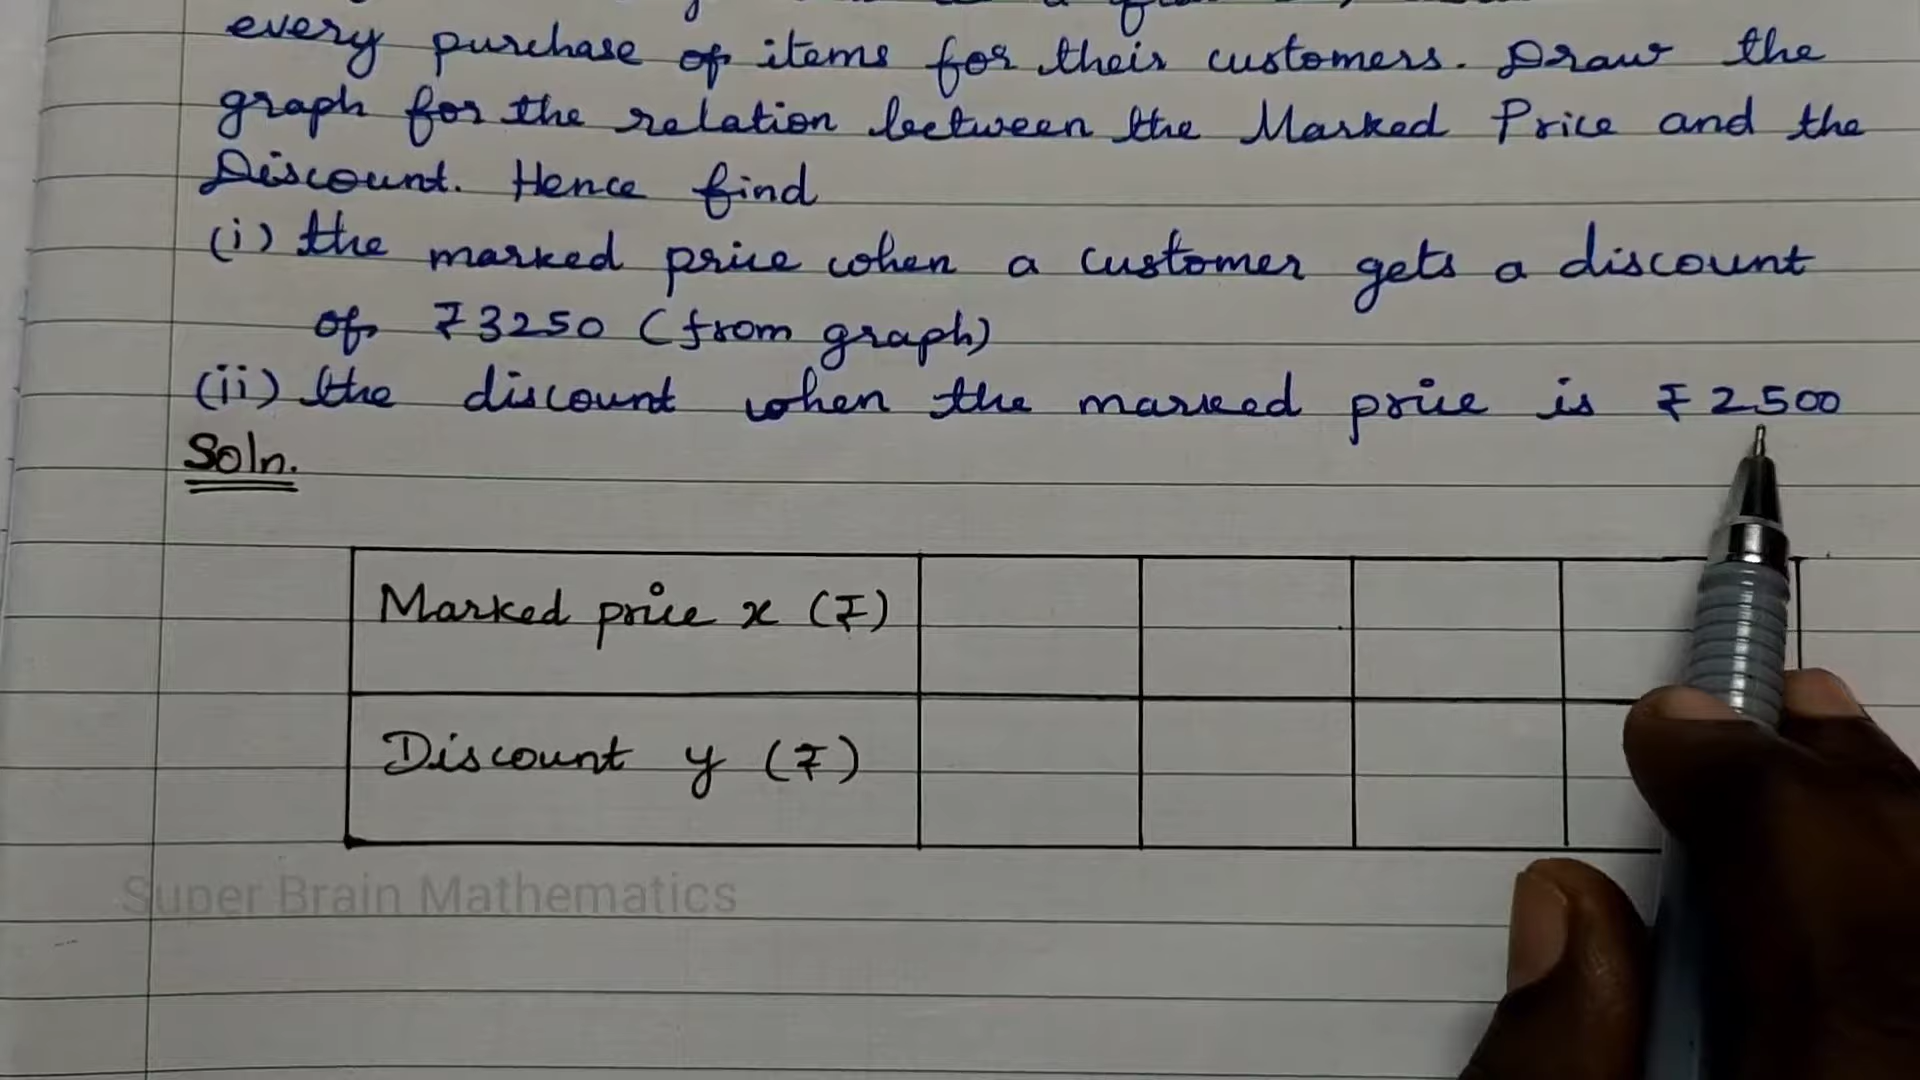 every purchase of items for their customers. Draw the
graph for the relation between the Marked Price and the
Discount. Hence find
(i) the marked price when a customer gets a discount
of ₹3250 (from graph)
(ii) the discount when the marked price is ₹2500
Soln.
Marked price x (₹)
Discount y (₹)
Super Brain Mathematics